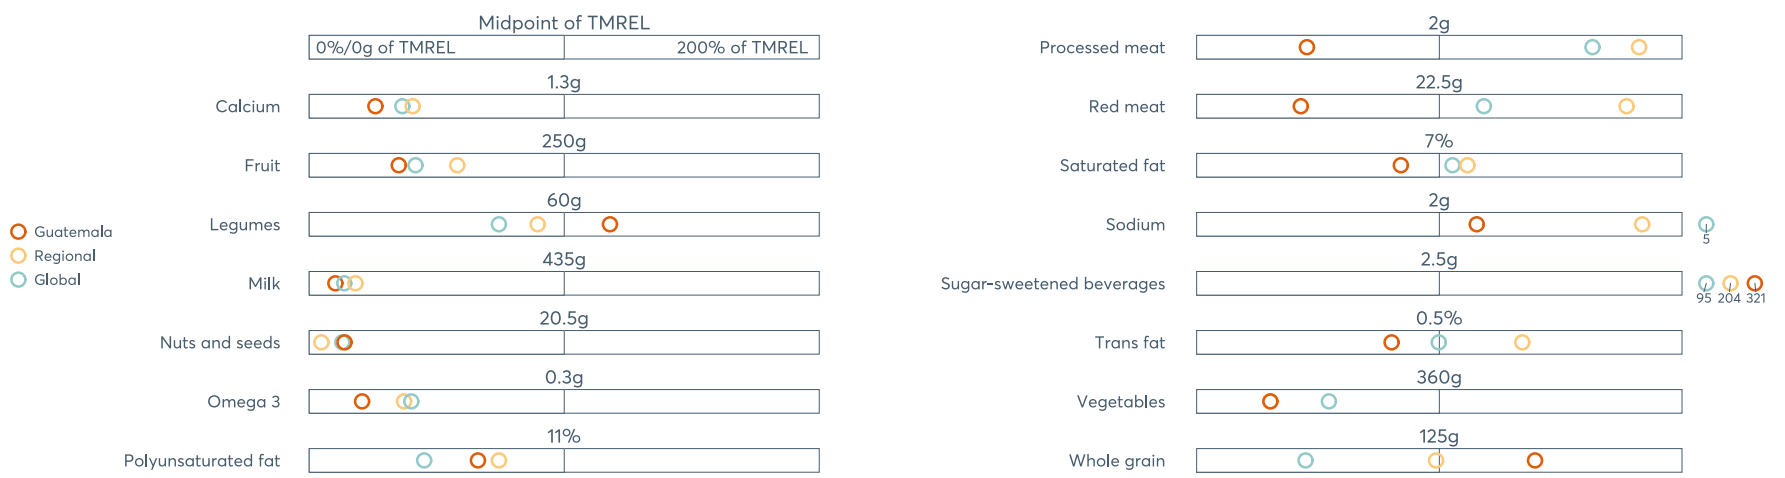 Midpoint of TMREL
0%/0g of TMREL 200% of TMREL
1.3g
Calcium
250g
Fruit
60g
Legumes
435g
Milk
20.5g
Nuts and seeds
0.3g
Omega 3
11%
Polyunsaturated fat
Guatemala
Regional
Global
2g
Processed meat
22.5g
Red meat
7%
Saturated fat
2g
Sodium
5
2.5g
Sugar-sweetened beverages
95 204 321
0.5%
Trans fat
360g
Vegetables
125g
Whole grain